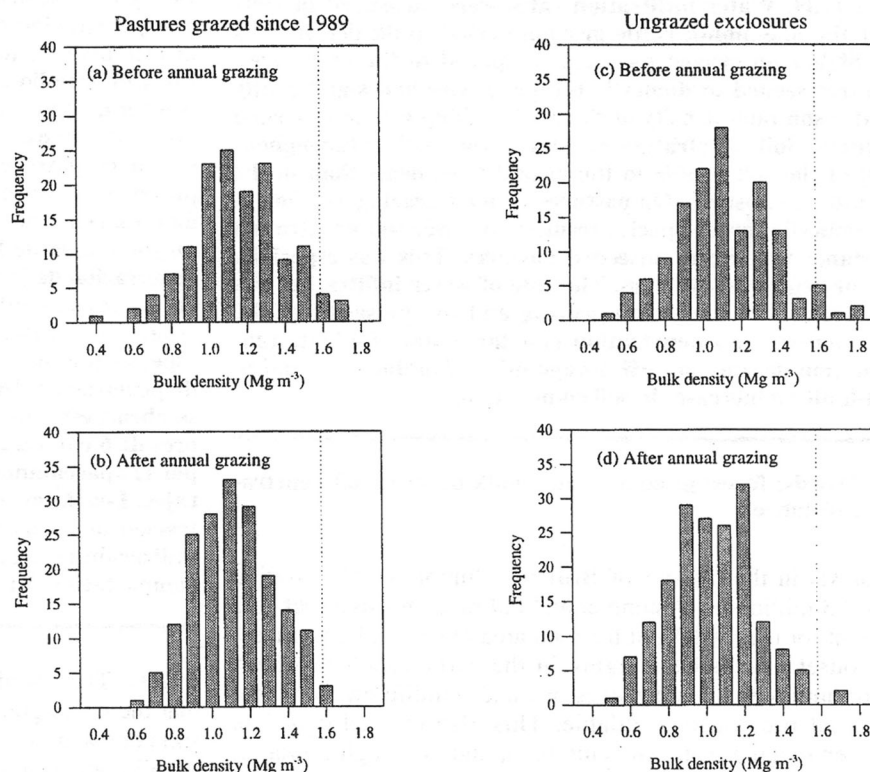 Pastures grazed since 1989
Ungrazed exclosures
(a) Before annual grazing
Frequency
40
35
30
25
20
15
10
5
0
0.4 0.6 0.8 1.0 1.2 1.4 1.6 1.8
Bulk density (Mg m⁻³)
(c) Before annual grazing
Frequency
40
35
30
25
20
15
10
5
0
0.4 0.6 0.8 1.0 1.2 1.4 1.6 1.8
Bulk density (Mg m⁻³)
(b) After annual grazing
Frequency
40
35
30
25
20
15
10
5
0
0.4 0.6 0.8 1.0 1.2 1.4 1.6 1.8
Bulk density (Mg m⁻³)
(d) After annual grazing
Frequency
40
35
30
25
20
15
10
5
0
0.4 0.6 0.8 1.0 1.2 1.4 1.6 1.8
Bulk density (Mg m⁻³)